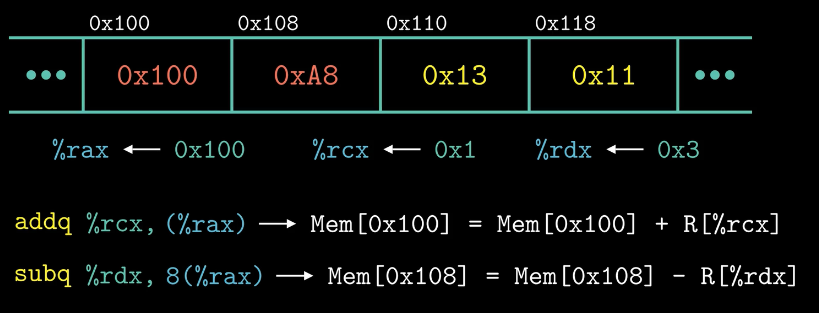 0x100 0x108 0x110 0x118
••• 0x100 0xA8 0x13 0x11 •••
%rax ← 0x100 %rcx ← 0x1 %rdx ← 0x3
addq %rcx, (%rax) → Mem[0x100] = Mem[0x100] + R[%rcx]
subq %rdx, 8(%rax) → Mem[0x108] = Mem[0x108] - R[%rdx]